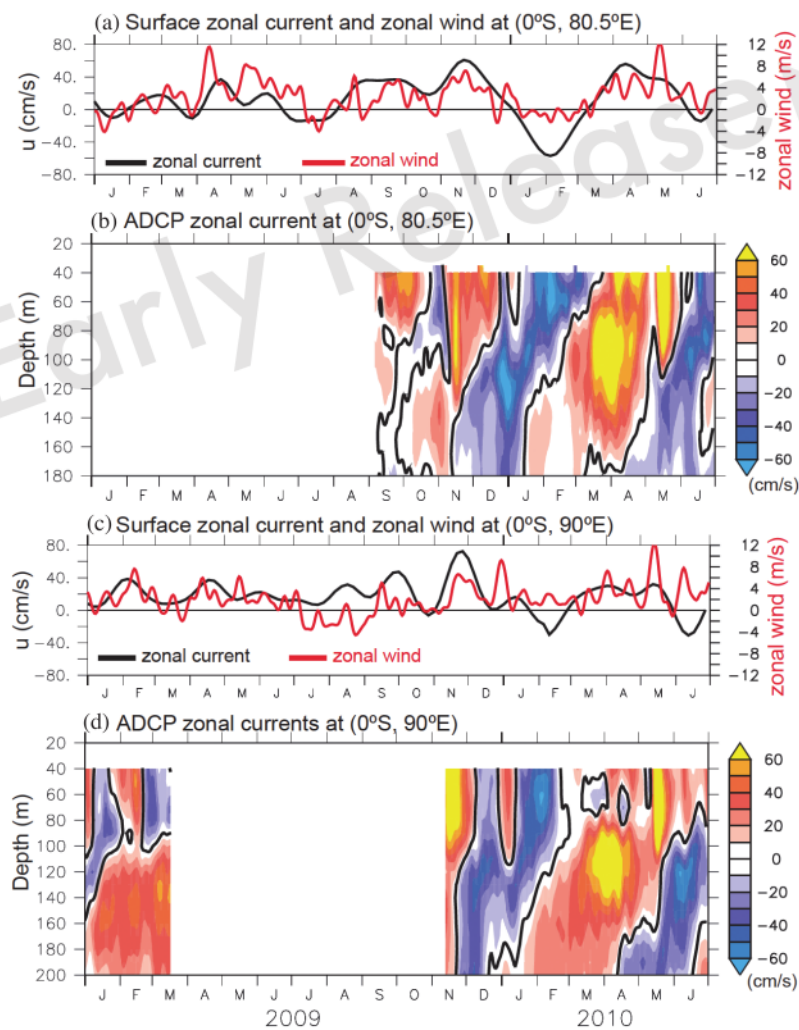 (a) Surface zonal current and zonal wind at (0ºS, 80.5ºE)
80.
40.
0.
-40.
-80.
u (cm/s)
12
8
4
0
-4
-8
-12
zonal wind (m/s)
zonal current
zonal wind
J F M A M J J A S O N D J F M A M J
Early Release
(b) ADCP zonal current at (0ºS, 80.5ºE)
20
40
60
80
100
120
140
160
180
Depth (m)
60
40
20
0
-20
-40
-60
(cm/s)
J F M A M J J A S O N D J F M A M J
(c) Surface zonal current and zonal wind at (0ºS, 90ºE)
80.
40.
0.
-40.
-80.
u (cm/s)
12
8
4
0
-4
-8
-12
zonal wind (m/s)
zonal current
zonal wind
J F M A M J J A S O N D J F M A M J
(d) ADCP zonal currents at (0ºS, 90ºE)
20
40
60
80
100
120
140
160
180
200
Depth (m)
60
40
20
0
-20
-40
-60
(cm/s)
J F M A M J J A S O N D J F M A M J
2009 2010